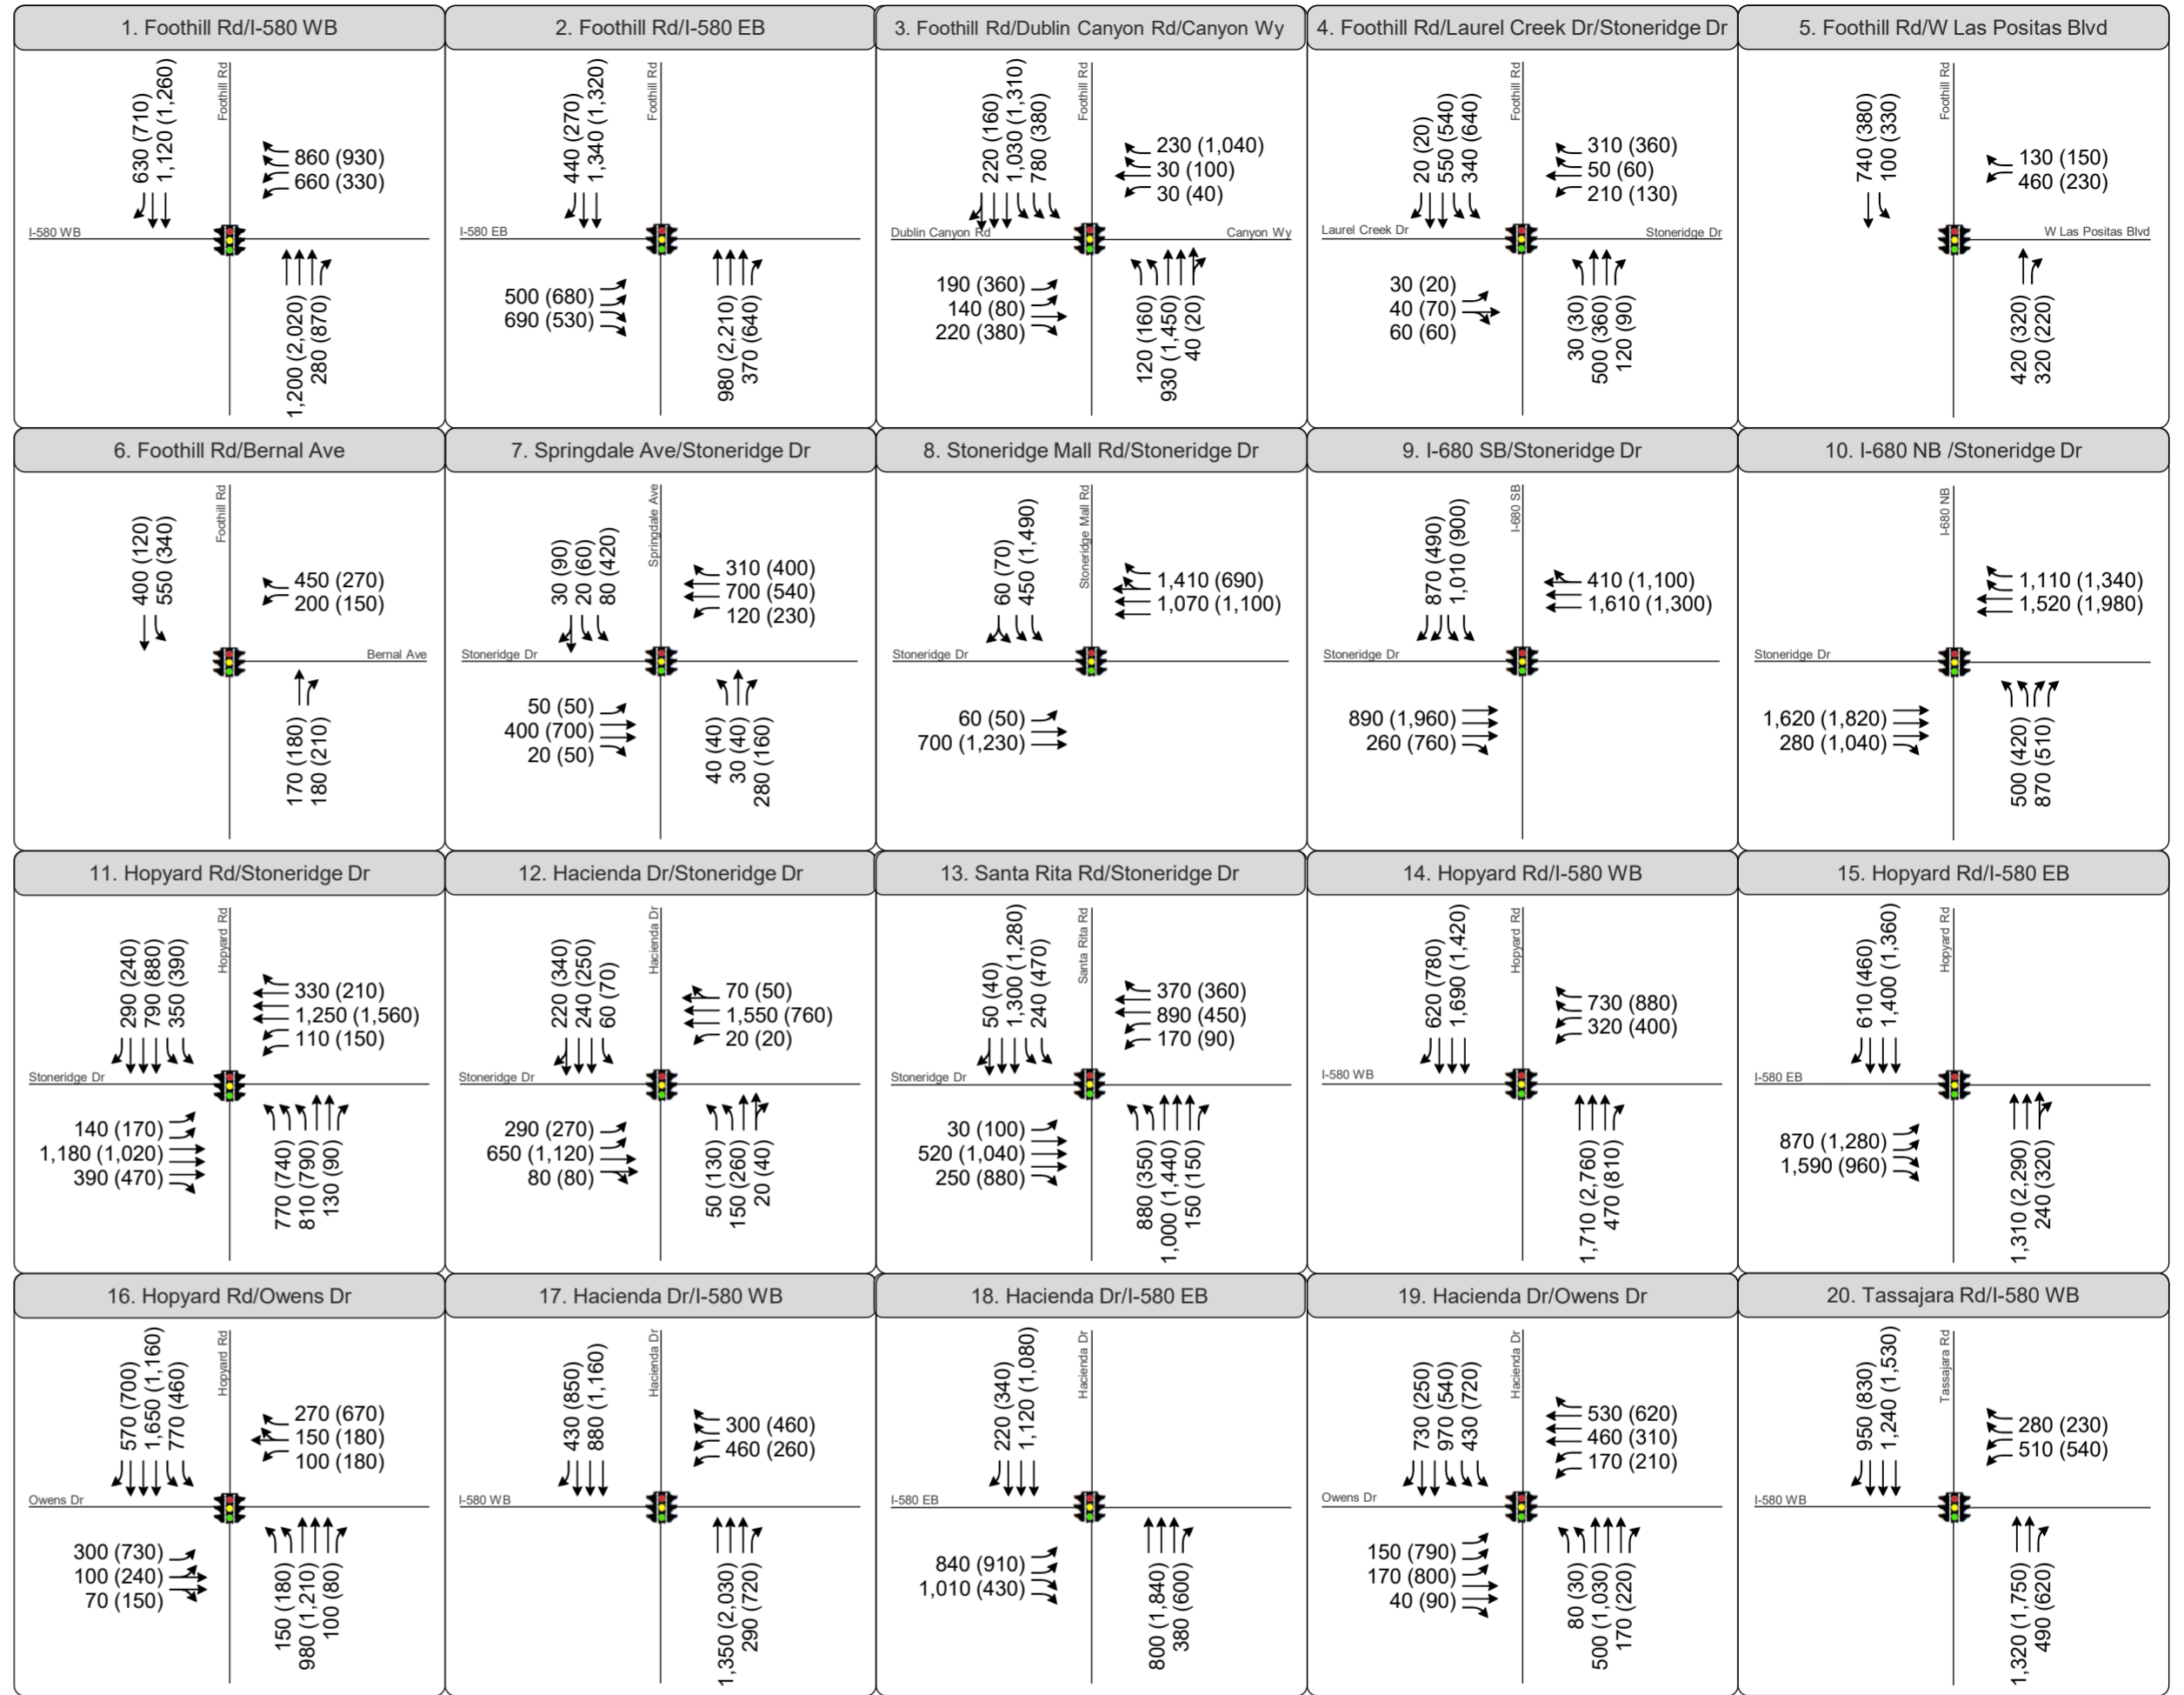 1. Foothill Rd/I-580 WB
630 (710)
1,120 (1,260)
Foothill Rd
860 (930)
660 (330)
I-580 WB
1,200 (2,020)
280 (870)
2. Foothill Rd/I-580 EB
440 (270)
1,340 (1,320)
Foothill Rd
I-580 EB
500 (680)
690 (530)
980 (2,210)
370 (640)
3. Foothill Rd/Dublin Canyon Rd/Canyon Wy
220 (160)
1,030 (1,310)
780 (380)
Foothill Rd
230 (1,040)
30 (100)
30 (40)
Dublin Canyon Rd
Canyon Wy
190 (360)
140 (80)
220 (380)
120 (160)
930 (1,450)
40 (20)
4. Foothill Rd/Laurel Creek Dr/Stoneridge Dr
20 (20)
550 (540)
340 (640)
Foothill Rd
310 (360)
50 (60)
210 (130)
Laurel Creek Dr
Stoneridge Dr
30 (20)
40 (70)
60 (60)
30 (30)
500 (360)
120 (90)
5. Foothill Rd/W Las Positas Blvd
740 (380)
100 (330)
Foothill Rd
130 (150)
460 (230)
W Las Positas Blvd
420 (320)
320 (220)
6. Foothill Rd/Bernal Ave
400 (120)
550 (340)
Foothill Rd
450 (270)
200 (150)
Bernal Ave
170 (180)
180 (210)
7. Springdale Ave/Stoneridge Dr
30 (90)
20 (60)
80 (420)
Springdale Ave
310 (400)
700 (540)
120 (230)
Stoneridge Dr
50 (50)
400 (700)
20 (50)
40 (40)
30 (40)
280 (160)
8. Stoneridge Mall Rd/Stoneridge Dr
60 (70)
450 (1,490)
Stoneridge Mall Rd
1,410 (690)
1,070 (1,100)
Stoneridge Dr
60 (50)
700 (1,230)
9. I-680 SB/Stoneridge Dr
870 (490)
1,010 (900)
I-680 SB
410 (1,100)
1,610 (1,300)
Stoneridge Dr
890 (1,960)
260 (760)
10. I-680 NB /Stoneridge Dr
I-680 NB
1,110 (1,340)
1,520 (1,980)
Stoneridge Dr
1,620 (1,820)
280 (1,040)
500 (420)
870 (510)
11. Hopyard Rd/Stoneridge Dr
290 (240)
790 (880)
350 (390)
Hopyard Rd
330 (210)
1,250 (1,560)
110 (150)
Stoneridge Dr
140 (170)
1,180 (1,020)
390 (470)
770 (740)
810 (790)
130 (90)
12. Hacienda Dr/Stoneridge Dr
220 (340)
240 (250)
60 (70)
Hacienda Dr
70 (50)
1,550 (760)
20 (20)
Stoneridge Dr
290 (270)
650 (1,120)
80 (80)
50 (130)
150 (260)
20 (40)
13. Santa Rita Rd/Stoneridge Dr
50 (40)
1,300 (1,280)
240 (470)
Santa Rita Rd
370 (360)
890 (450)
170 (90)
Stoneridge Dr
30 (100)
520 (1,040)
250 (880)
880 (350)
1,000 (1,440)
150 (150)
14. Hopyard Rd/I-580 WB
620 (780)
1,690 (1,420)
Hopyard Rd
730 (880)
320 (400)
I-580 WB
1,710 (2,760)
470 (810)
15. Hopyard Rd/I-580 EB
610 (460)
1,400 (1,360)
Hopyard Rd
I-580 EB
870 (1,280)
1,590 (960)
1,310 (2,290)
240 (320)
16. Hopyard Rd/Owens Dr
570 (700)
1,650 (1,160)
770 (460)
Hopyard Rd
270 (670)
150 (180)
100 (180)
Owens Dr
300 (730)
100 (240)
70 (150)
150 (180)
980 (1,210)
100 (80)
17. Hacienda Dr/I-580 WB
430 (850)
880 (1,160)
Hacienda Dr
300 (460)
460 (260)
I-580 WB
1,350 (2,030)
290 (720)
18. Hacienda Dr/I-580 EB
220 (340)
1,120 (1,080)
Hacienda Dr
I-580 EB
840 (910)
1,010 (430)
800 (1,840)
380 (600)
19. Hacienda Dr/Owens Dr
730 (250)
970 (540)
430 (720)
Hacienda Dr
530 (620)
460 (310)
170 (210)
Owens Dr
150 (790)
170 (800)
40 (90)
80 (30)
500 (1,030)
170 (220)
20. Tassajara Rd/I-580 WB
950 (830)
1,240 (1,530)
Tassajara Rd
280 (230)
510 (540)
I-580 WB
1,320 (1,750)
490 (620)